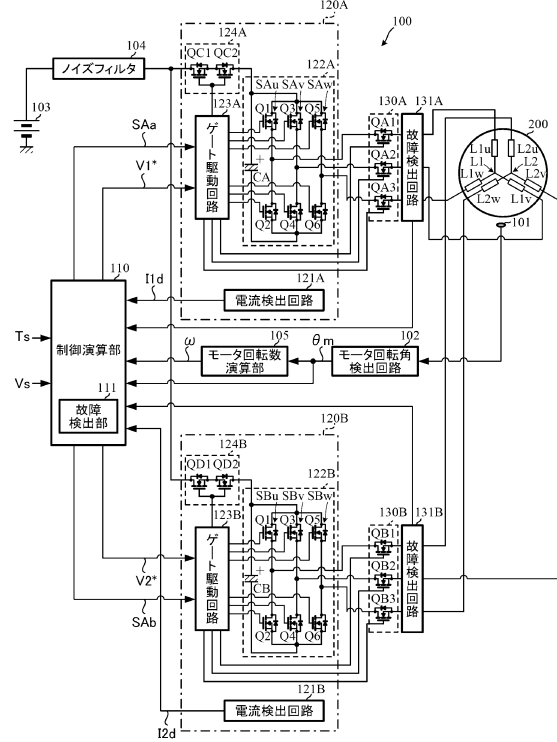 120A
100
124A
104
QC1 QC2
122A
ノイズフィルタ
SAu SAv SAw
130A 131A
123A
Q1 Q3 Q5
103
QA1
200
SAa
ゲート駆動回路
故障検出回路
L1u L2u
CA
QA2
L1 L2
V1*
L1w L2v
QA3
L2w L1v
Q2 Q4 Q6
101
110
121A
I1d
電流検出回路
Ts
105
102
ω
θm
制御演算部
モータ回転数
演算部
モータ回転角
検出回路
Vs
111
故障
検出部
120B
124B
QD1 QD2
122B
SBu SBv SBw
130B 131B
123B
Q1 Q3 Q5
QB1
ゲート駆動回路
故障検出回路
QB2
V2*
CB
QB3
SAb
Q2 Q4 Q6
121B
電流検出回路
I2d